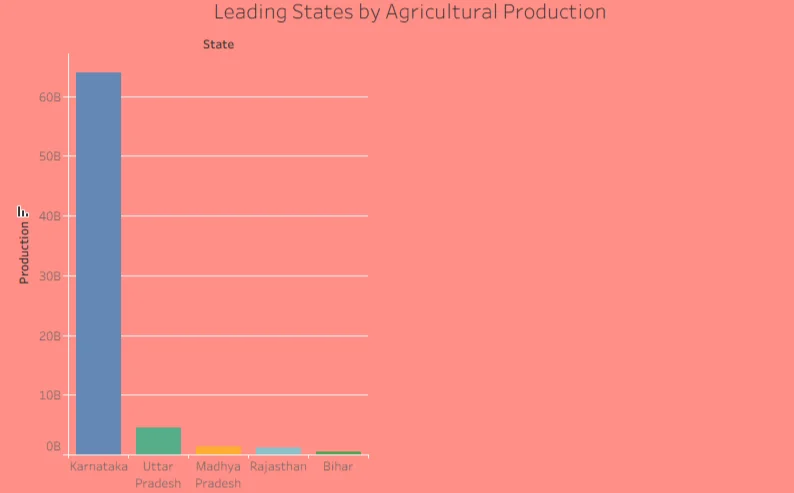 Leading States by Agricultural Production
State
60B
50B
40B
30B
20B
10B
0B
Production
Karnataka
Uttar
Pradesh
Madhya
Pradesh
Rajasthan
Bihar